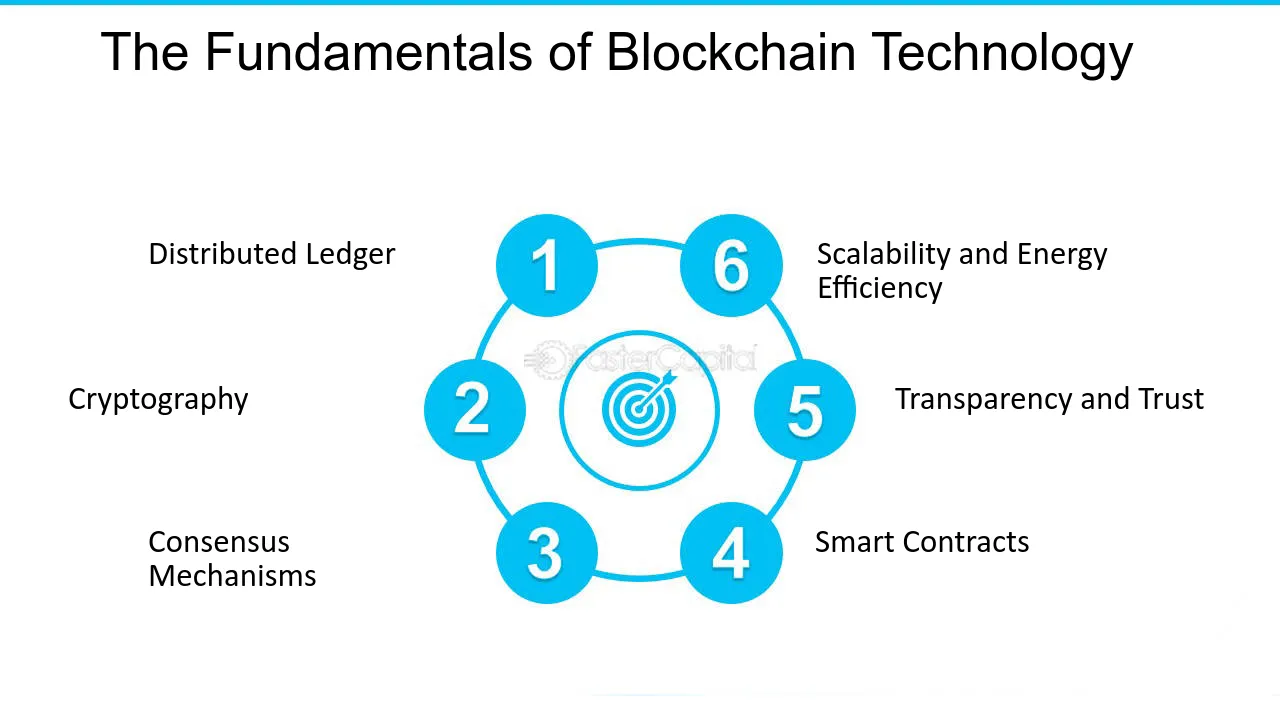 The Fundamentals of Blockchain Technology
Distributed Ledger
1
6
Scalability and Energy
Efficiency
FasterCapital
Cryptography
2
5
Transparency and Trust
Consensus
Mechanisms
3
4
Smart Contracts